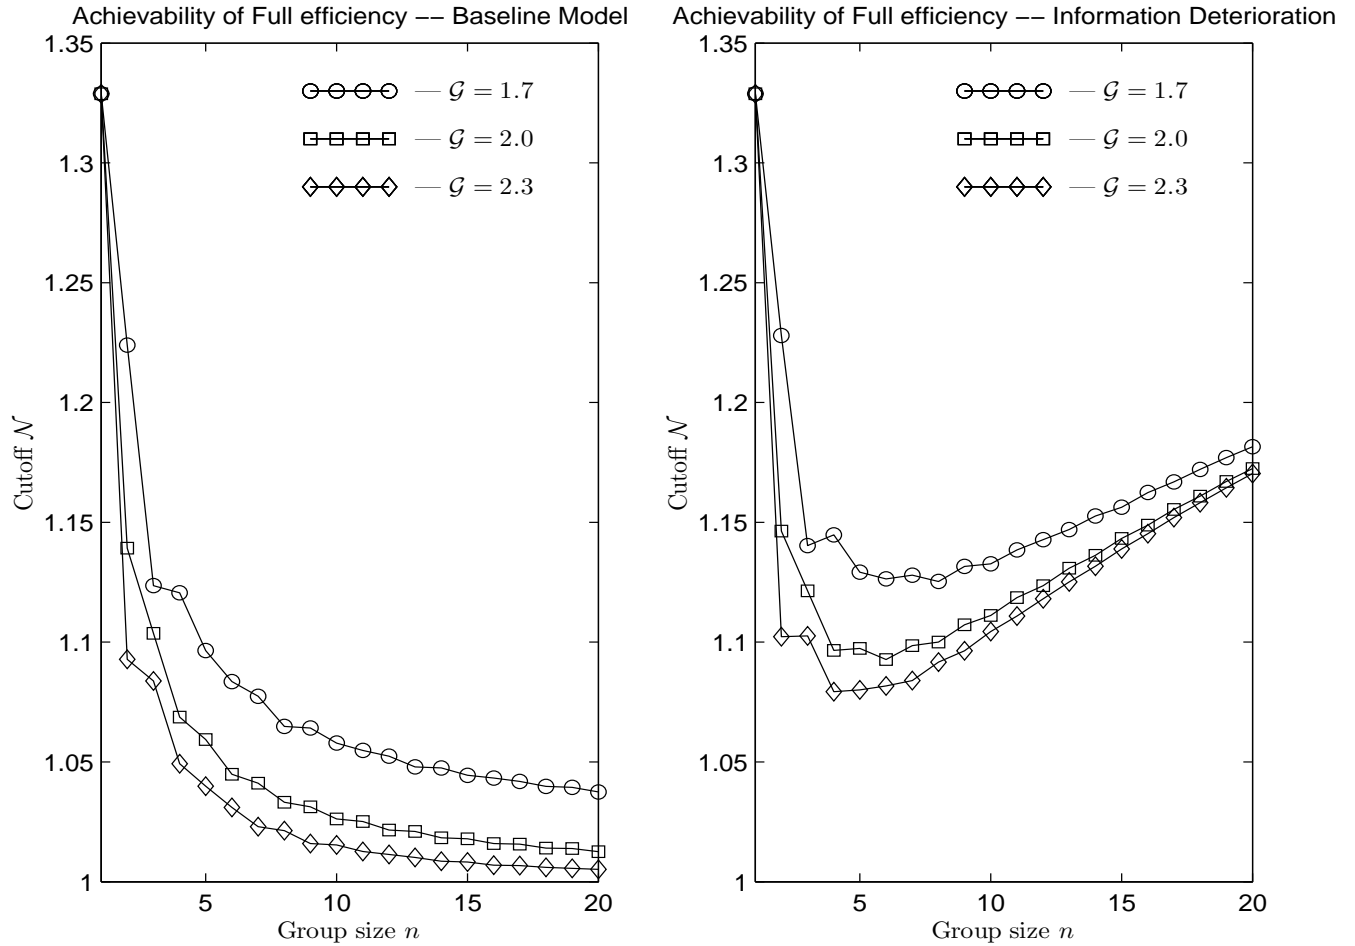 Achievability of Full efficiency −− Baseline Model
1.35
1.3
1.25
1.2
1.15
1.1
1.05
1
Cutoff 𝒩
— 𝒢 = 1.7
— 𝒢 = 2.0
— 𝒢 = 2.3
5 10 15 20
Group size n
Achievability of Full efficiency −− Information Deterioration
1.35
1.3
1.25
1.2
1.15
1.1
1.05
1
Cutoff 𝒩
— 𝒢 = 1.7
— 𝒢 = 2.0
— 𝒢 = 2.3
5 10 15 20
Group size n